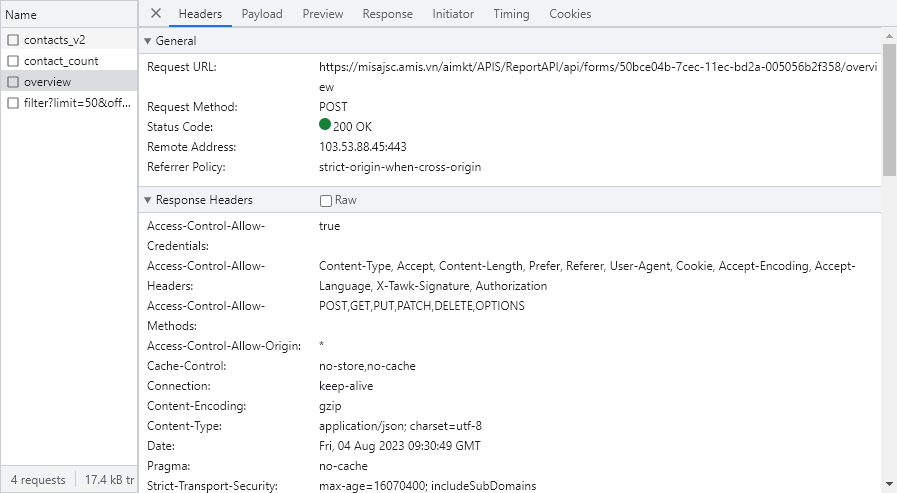 Name
contacts_v2
contact_count
overview
filter?limit=50&off...
4 requests 17.4 kB tr
Headers Payload Preview Response Initiator Timing Cookies
General
Request URL: https://misajsc.amis.vn/aimkt/APIS/ReportAPI/api/forms/50bce04b-7cec-11ec-bd2a-005056b2f358/overvi
ew
Request Method: POST
Status Code: 200 OK
Remote Address: 103.53.88.45:443
Referrer Policy: strict-origin-when-cross-origin
Response Headers Raw
Access-Control-Allow- true
Credentials:
Access-Control-Allow- Content-Type, Accept, Content-Length, Prefer, Referer, User-Agent, Cookie, Accept-Encoding, Accept-
Headers: Language, X-Tawk-Signature, Authorization
Access-Control-Allow- POST,GET,PUT,PATCH,DELETE,OPTIONS
Methods:
Access-Control-Allow-Origin: *
Cache-Control: no-store,no-cache
Connection: keep-alive
Content-Encoding: gzip
Content-Type: application/json; charset=utf-8
Date: Fri, 04 Aug 2023 09:30:49 GMT
Pragma: no-cache
Strict-Transport-Security: max-age=16070400; includeSubDomains